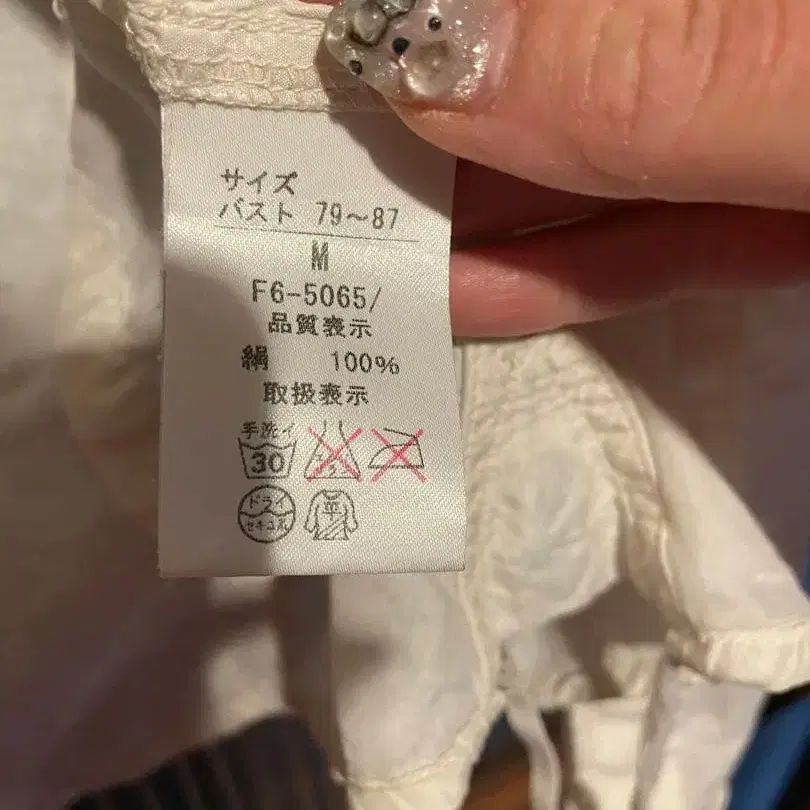 サイズ
バスト 79～87
M
F6-5065/
品質表示
絹 100%
取扱表示
手洗イ
30
ドライ
セキユ系
平